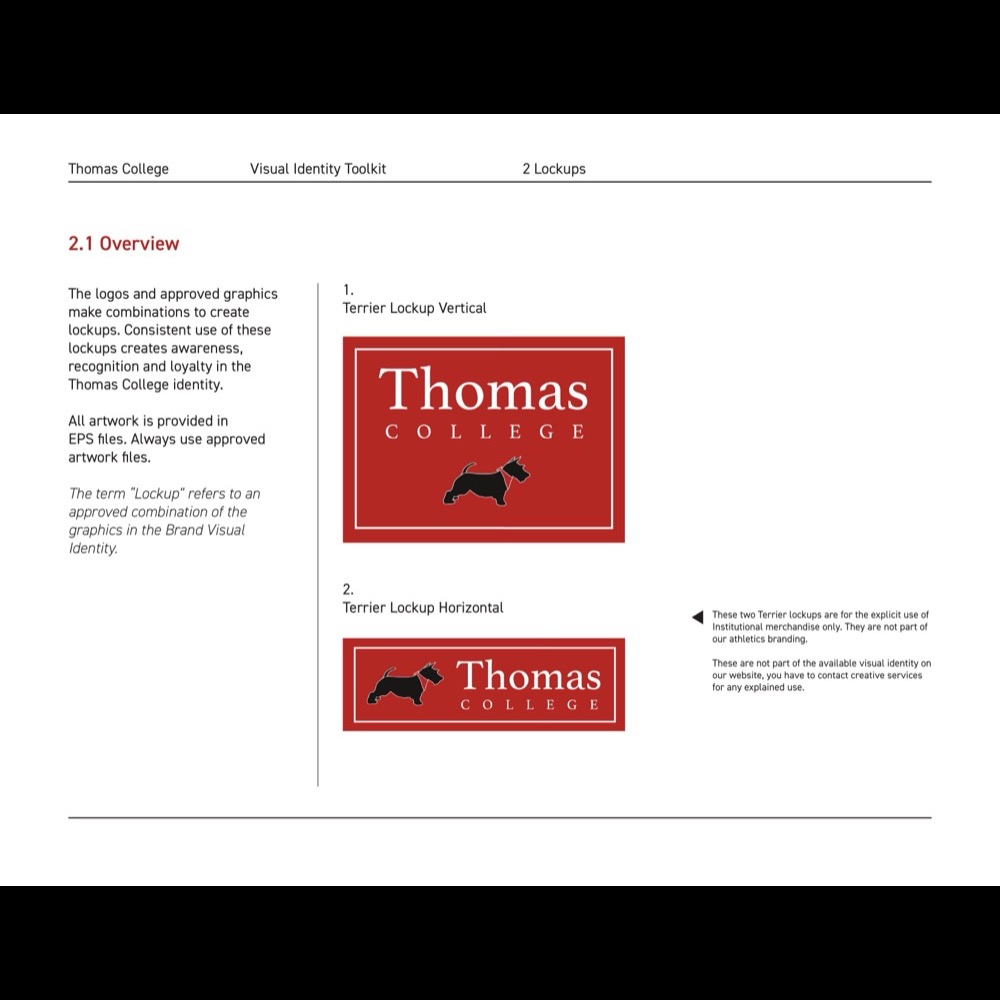 Thomas College Visual Identity Toolkit 2 Lockups
2.1 Overview
The logos and approved graphics
make combinations to create
lockups. Consistent use of these
lockups creates awareness,
recognition and loyalty in the
Thomas College identity.
All artwork is provided in
EPS files. Always use approved
artwork files.
The term "Lockup" refers to an
approved combination of the
graphics in the Brand Visual
Identity.
1.
Terrier Lockup Vertical
Thomas
COLLEGE
2.
Terrier Lockup Horizontal
Thomas
COLLEGE
These two Terrier lockups are for the explicit use of
Institutional merchandise only. They are not part of
our athletics branding.
These are not part of the available visual identity on
our website, you have to contact creative services
for any explained use.